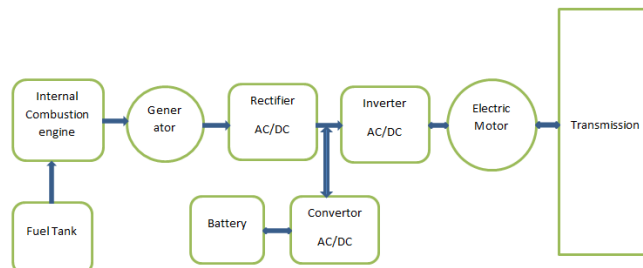 Internal
Combustion
engine
Gener
ator
Rectifier
AC/DC
Inverter
AC/DC
Electric
Motor
Transmission
Fuel Tank
Battery
Convertor
AC/DC